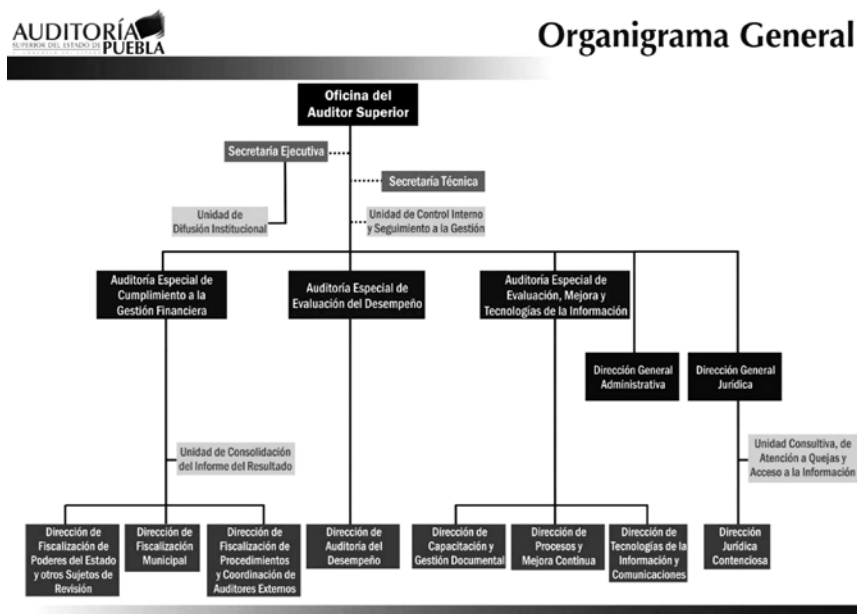 AUDITORÍA
SUPERIOR DEL ESTADO DE PUEBLA
Organigrama General
Oficina del
Auditor Superior
Secretaría Ejecutiva
Secretaría Técnica
Unidad de
Difusión Institucional
Unidad de Control Interno
y Seguimiento a la Gestión
Auditoría Especial de
Cumplimiento a la
Gestión Financiera
Auditoría Especial de
Evaluación del Desempeño
Auditoría Especial de
Evaluación, Mejora y
Tecnologías de la Información
Dirección General
Administrativa
Dirección General
Jurídica
Unidad de Consolidación
del Informe del Resultado
Unidad Consultiva, de
Atención a Quejas y
Acceso a la Información
Dirección de
Fiscalización de
Poderes del Estado
y otros Sujetos de
Revisión
Dirección de
Fiscalización
Municipal
Dirección de
Fiscalización de
Procedimientos
y Coordinación de
Auditores Externos
Dirección de
Auditoría del
Desempeño
Dirección de
Capacitación y
Gestión Documental
Dirección de
Procesos y
Mejora Continua
Dirección de
Tecnologías de la
Información y
Comunicaciones
Dirección
Jurídica
Contenciosa